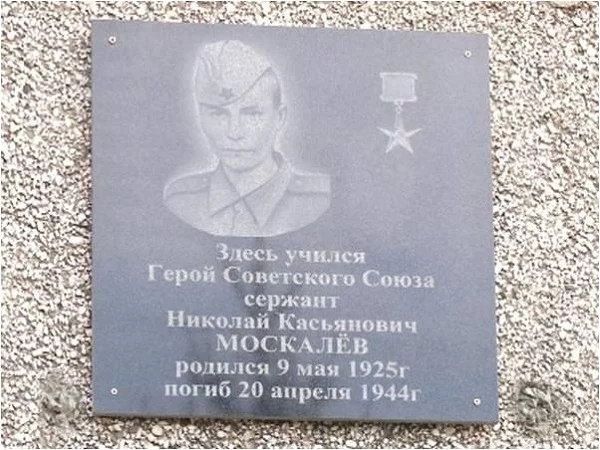 Здесь учился
Герой Советского Союза
сержант
Николай Касьянович
МОСКАЛЁВ
родился 9 мая 1925г
погиб 20 апреля 1944г